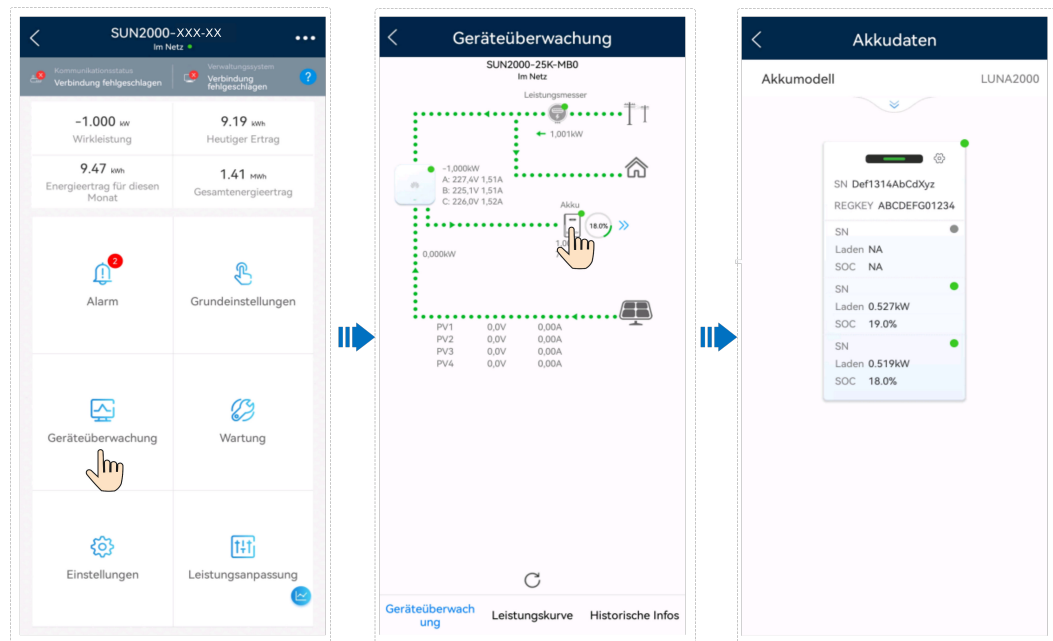 SUN2000-XXX-XX
Im Netz
Kommunikationsstatus
Verbindung fehlgeschlagen
Verwaltungssystem
Verbindung
fehlgeschlagen
?
-1.000 kW
Wirkleistung
9.19 kWh
Heutiger Ertrag
9.47 kWh
Energieertrag für diesen
Monat
1.41 MWh
Gesamtenergieertrag
2
Alarm
Grundeinstellungen
Geräteüberwachung
Wartung
Einstellungen
Leistungsanpassung
Geräteüberwachung
SUN2000-25K-MB0
Im Netz
Leistungsmesser
1,001kW
-1,000kW
A: 227,4V 1,51A
B: 225,1V 1,51A
C: 226,0V 1,52A
Akku
18.0%
0,000kW
PV1 0,0V 0,00A
PV2 0,0V 0,00A
PV3 0,0V 0,00A
PV4 0,0V 0,00A
Geräteüberwach
ung
Leistungskurve
Historische Infos
Akkudaten
Akkumodell LUNA2000
SN Def1314AbCdXyz
REGKEY ABCDEFG01234
SN
Laden NA
SOC NA
SN
Laden 0.527kW
SOC 19.0%
SN
Laden 0.519kW
SOC 18.0%